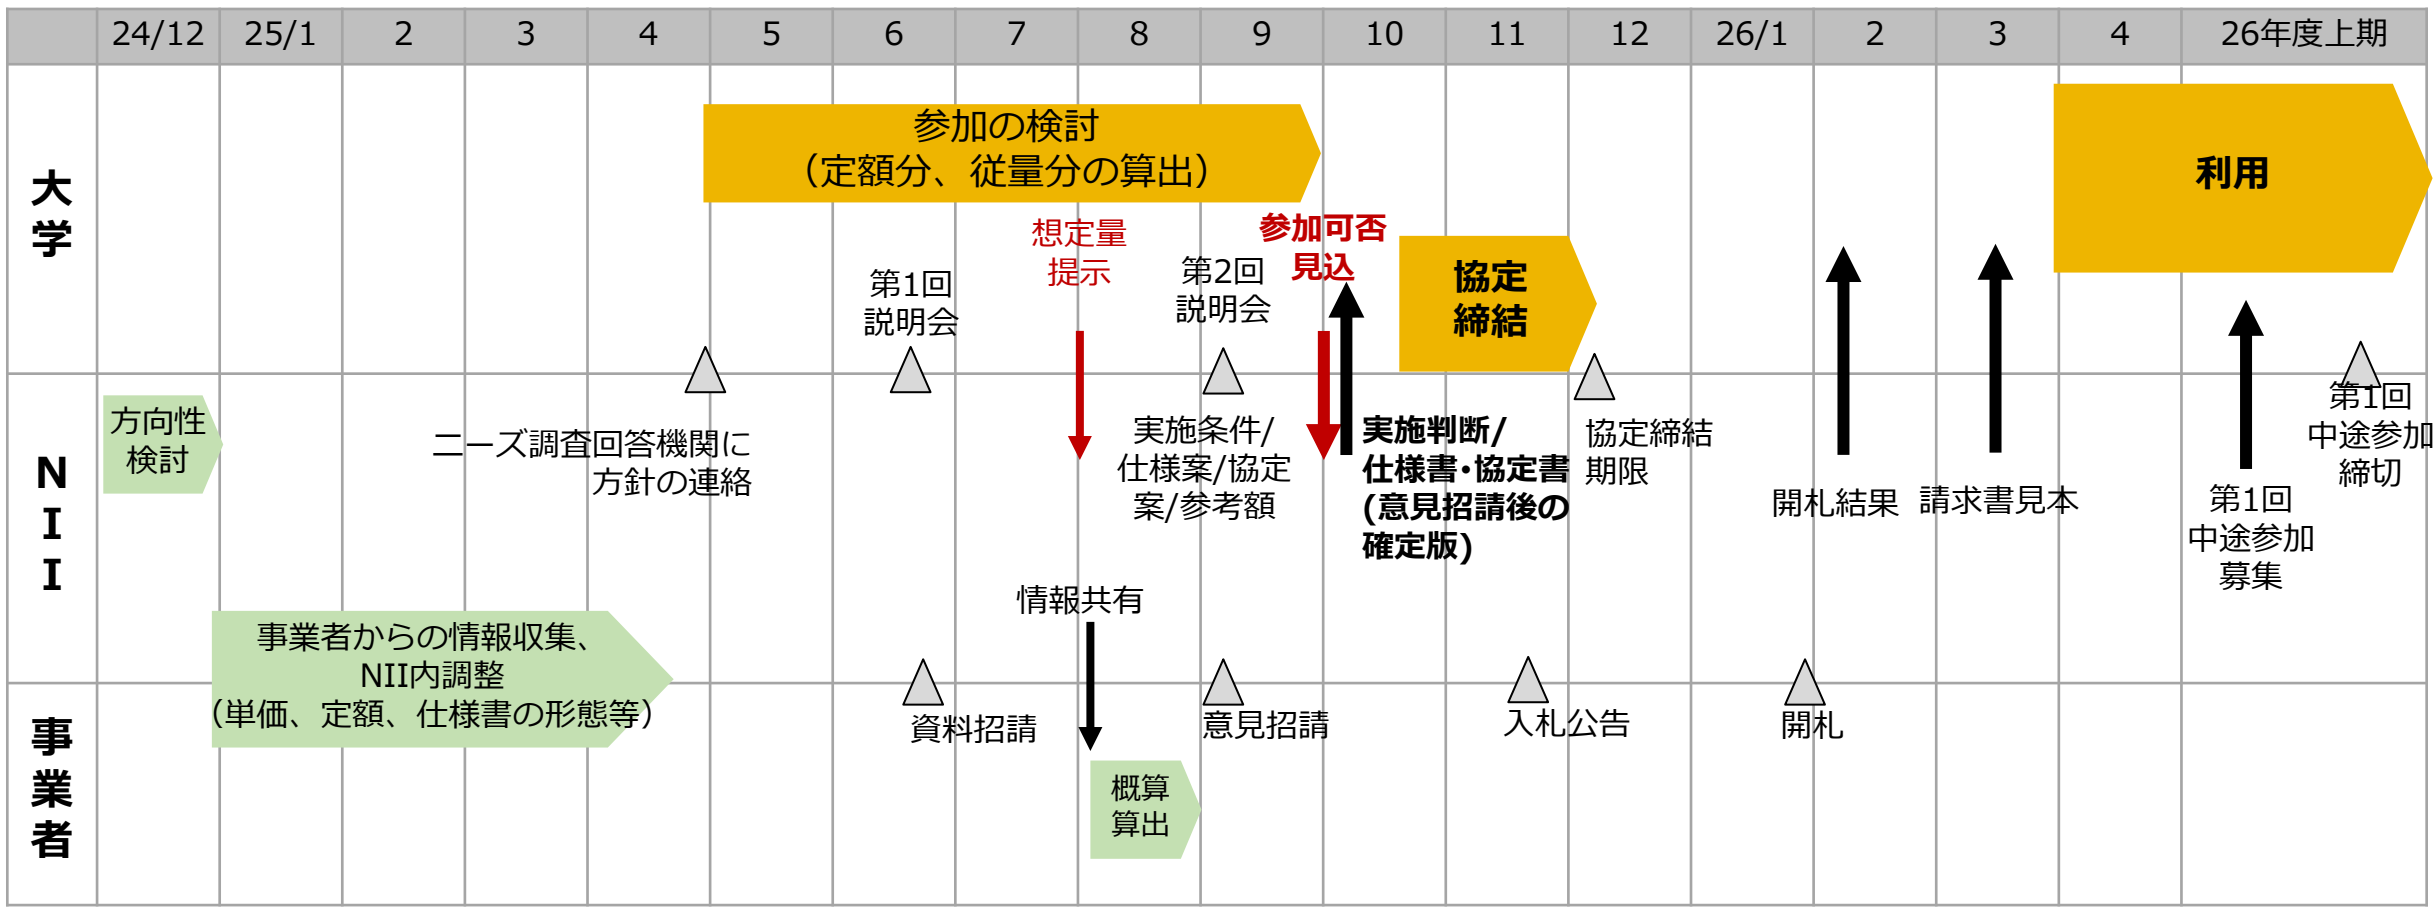 24/12 25/1 2 3 4 5 6 7 8 9 10 11 12 26/1 2 3 4 26年度上期
大学
参加の検討
（定額分、従量分の算出）
利用
想定量
提示
参加可否
見込
第1回
説明会
第2回
説明会
協定
締結
NII
方向性
検討
ニーズ調査回答機関に
方針の連絡
実施条件/
仕様案/協定
案/参考額
実施判断/
仕様書・協定書
(意見招請後の
確定版)
協定締結
期限
開札結果
請求書見本
第1回
中途参加
募集
第1回
中途参加
締切
情報共有
事業者からの情報収集、
NII内調整
（単価、定額、仕様書の形態等）
事業者
資料招請
意見招請
入札公告
開札
概算
算出